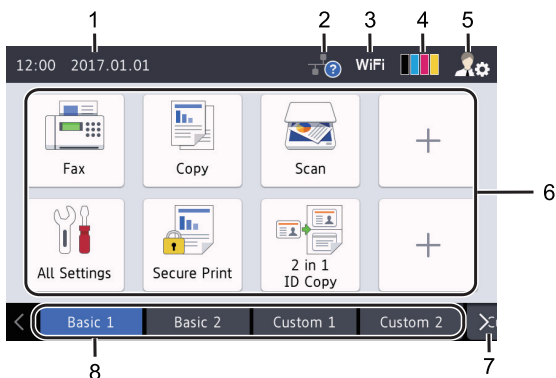 1 2 3 4 5
12:00 2017.01.01 ? WiFi
Fax Copy Scan +
6
All Settings Secure Print 2 in 1 ID Copy +
< Basic 1 Basic 2 Custom 1 Custom 2 >
8 7